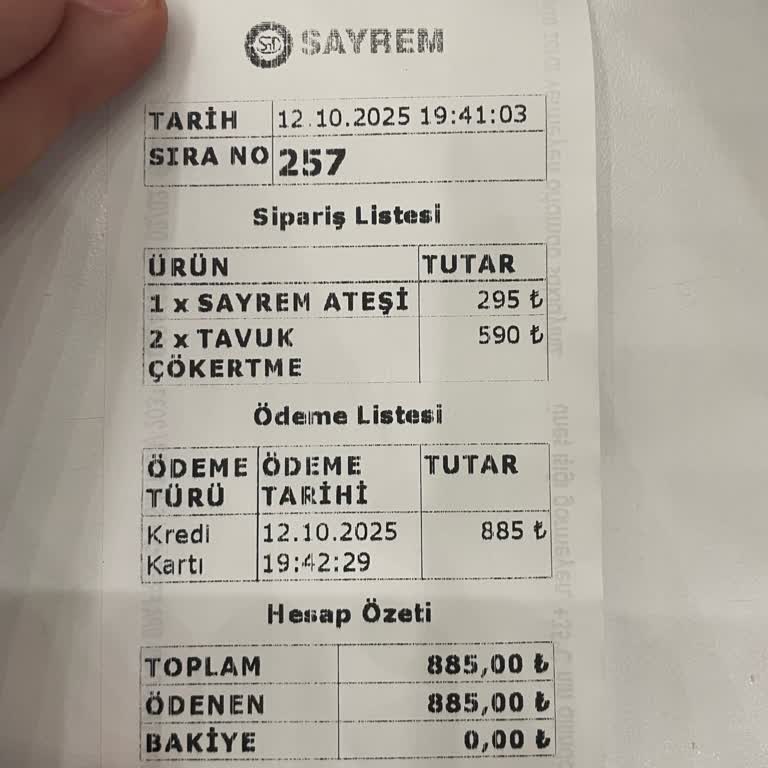 SAYREM
TARİH 12.10.2025 19:41:03
SIRA NO 257
Sipariş Listesi
ÜRÜN TUTAR
1 x SAYREM ATEŞİ 295 ₺
2 x TAVUK 590 ₺
ÇÖKERTME
Ödeme Listesi
ÖDEME ÖDEME TUTAR
TÜRÜ TARİHİ
Kredi 12.10.2025 885 ₺
Kartı 19:42:29
Hesap Özeti
TOPLAM 885,00 ₺
ÖDENEN 885,00 ₺
BAKİYE 0,00 ₺